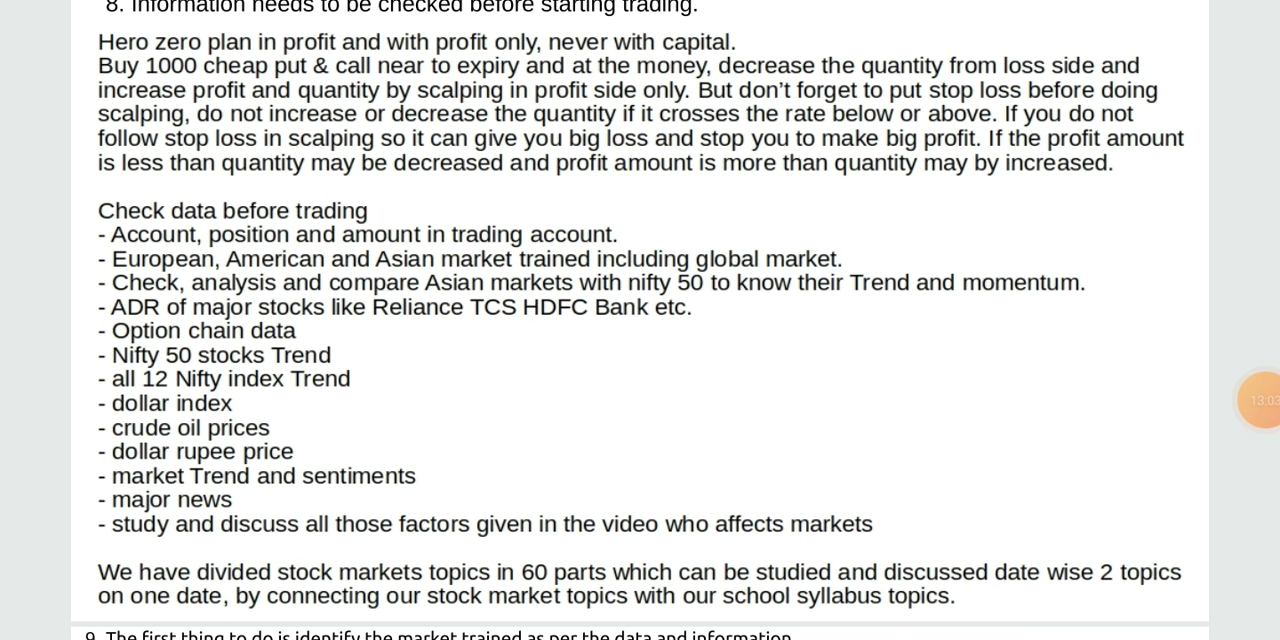 8. Information needs to be checked before starting trading.
Hero zero plan in profit and with profit only, never with capital.
Buy 1000 cheap put & call near to expiry and at the money, decrease the quantity from loss side and
increase profit and quantity by scalping in profit side only. But don’t forget to put stop loss before doing
scalping, do not increase or decrease the quantity if it crosses the rate below or above. If you do not
follow stop loss in scalping so it can give you big loss and stop you to make big profit. If the profit amount
is less than quantity may be decreased and profit amount is more than quantity may by increased.
Check data before trading
- Account, position and amount in trading account.
- European, American and Asian market trained including global market.
- Check, analysis and compare Asian markets with nifty 50 to know their Trend and momentum.
- ADR of major stocks like Reliance TCS HDFC Bank etc.
- Option chain data
- Nifty 50 stocks Trend
- all 12 Nifty index Trend
- dollar index
- crude oil prices
- dollar rupee price
- market Trend and sentiments
- major news
- study and discuss all those factors given in the video who affects markets
We have divided stock markets topics in 60 parts which can be studied and discussed date wise 2 topics
on one date, by connecting our stock market topics with our school syllabus topics.
9. The first thing to do is identify the market trained as per the data and information
13:03